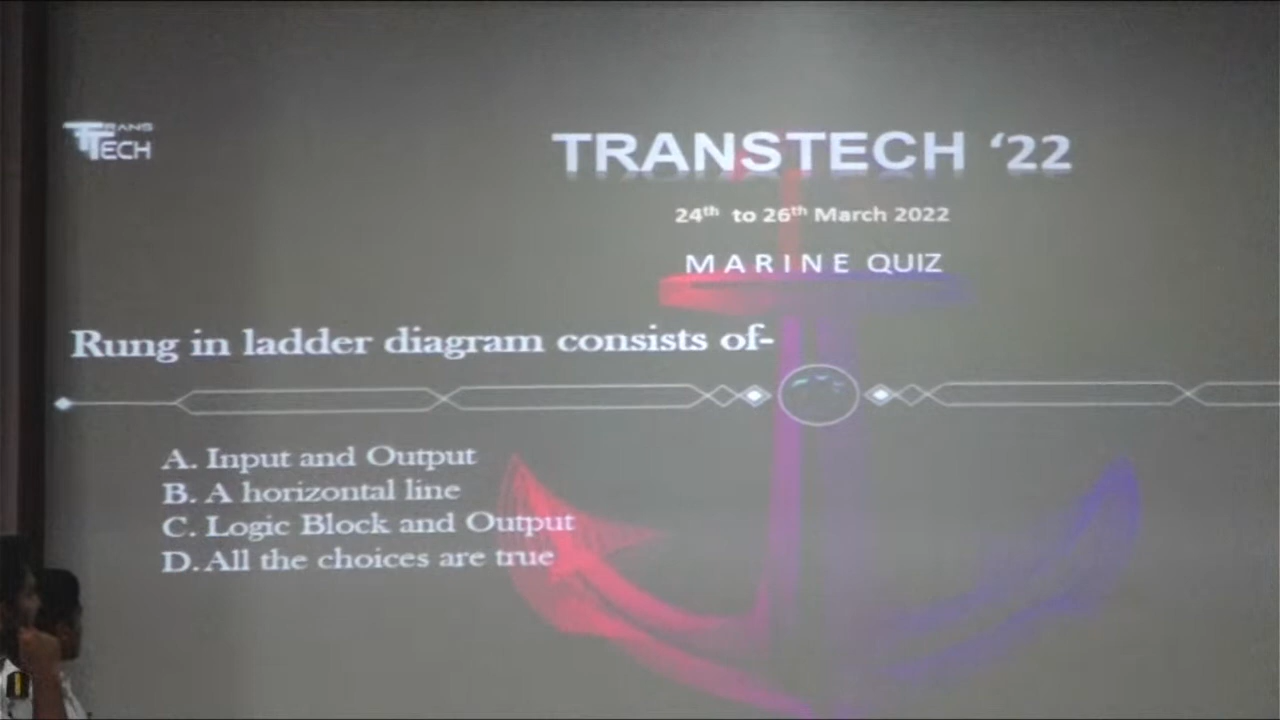 TRANS
TECH
TRANSTECH ‘22
24th to 26th March 2022
MARINE QUIZ
Rung in ladder diagram consists of-
A. Input and Output
B. A horizontal line
C. Logic Block and Output
D. All the choices are true